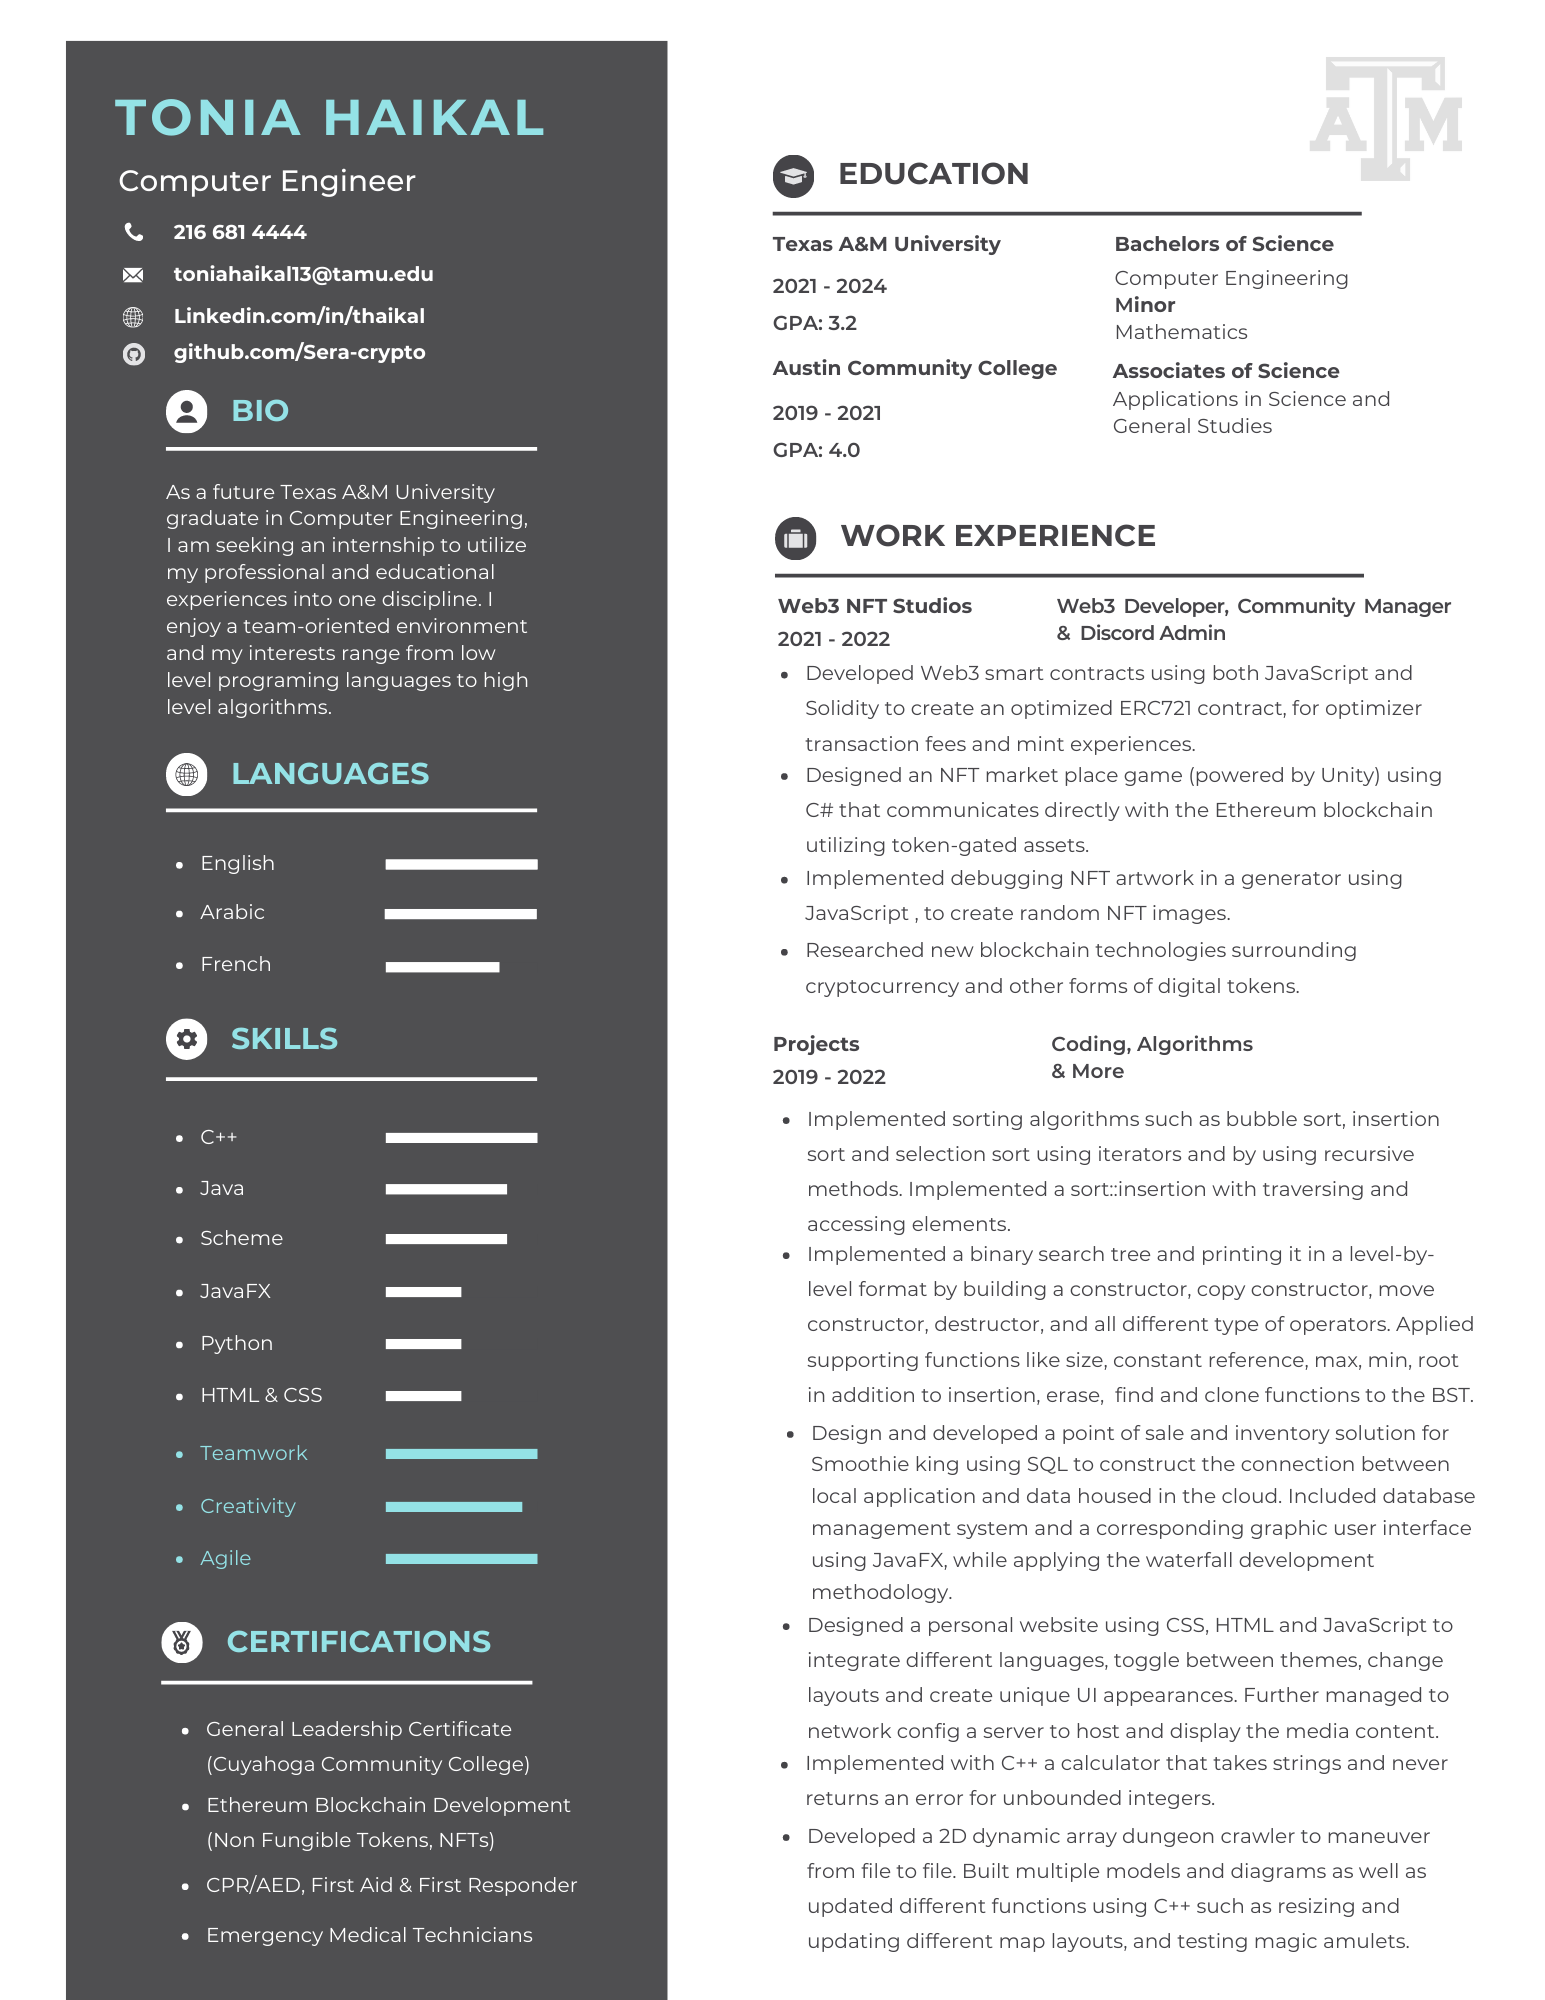 TONIA HAIKAL
Computer Engineer
216 681 4444
toniahaikal13@tamu.edu
Linkedin.com/in/thaikal
github.com/Sera-crypto
BIO
As a future Texas A&M University
graduate in Computer Engineering,
I am seeking an internship to utilize
my professional and educational
experiences into one discipline. I
enjoy a team-oriented environment
and my interests range from low
level programing languages to high
level algorithms.
LANGUAGES
• English
• Arabic
• French
SKILLS
• C++
• Java
• Scheme
• JavaFX
• Python
• HTML & CSS
• Teamwork
• Creativity
• Agile
CERTIFICATIONS
• General Leadership Certificate
(Cuyahoga Community College)
• Ethereum Blockchain Development
(Non Fungible Tokens, NFTs)
• CPR/AED, First Aid & First Responder
• Emergency Medical Technicians
ATM
EDUCATION
Texas A&M University
2021 - 2024
GPA: 3.2
Bachelors of Science
Computer Engineering
Minor
Mathematics
Austin Community College
2019 - 2021
GPA: 4.0
Associates of Science
Applications in Science and
General Studies
WORK EXPERIENCE
Web3 NFT Studios
2021 - 2022
Web3 Developer, Community Manager
& Discord Admin
• Developed Web3 smart contracts using both JavaScript and
Solidity to create an optimized ERC721 contract, for optimizer
transaction fees and mint experiences.
• Designed an NFT market place game (powered by Unity) using
C# that communicates directly with the Ethereum blockchain
utilizing token-gated assets.
• Implemented debugging NFT artwork in a generator using
JavaScript , to create random NFT images.
• Researched new blockchain technologies surrounding
cryptocurrency and other forms of digital tokens.
Projects
2019 - 2022
Coding, Algorithms
& More
• Implemented sorting algorithms such as bubble sort, insertion
sort and selection sort using iterators and by using recursive
methods. Implemented a sort::insertion with traversing and
accessing elements.
• Implemented a binary search tree and printing it in a level-by-
level format by building a constructor, copy constructor, move
constructor, destructor, and all different type of operators. Applied
supporting functions like size, constant reference, max, min, root
in addition to insertion, erase, find and clone functions to the BST.
• Design and developed a point of sale and inventory solution for
Smoothie king using SQL to construct the connection between
local application and data housed in the cloud. Included database
management system and a corresponding graphic user interface
using JavaFX, while applying the waterfall development
methodology.
• Designed a personal website using CSS, HTML and JavaScript to
integrate different languages, toggle between themes, change
layouts and create unique UI appearances. Further managed to
network config a server to host and display the media content.
• Implemented with C++ a calculator that takes strings and never
returns an error for unbounded integers.
• Developed a 2D dynamic array dungeon crawler to maneuver
from file to file. Built multiple models and diagrams as well as
updated different functions using C++ such as resizing and
updating different map layouts, and testing magic amulets.